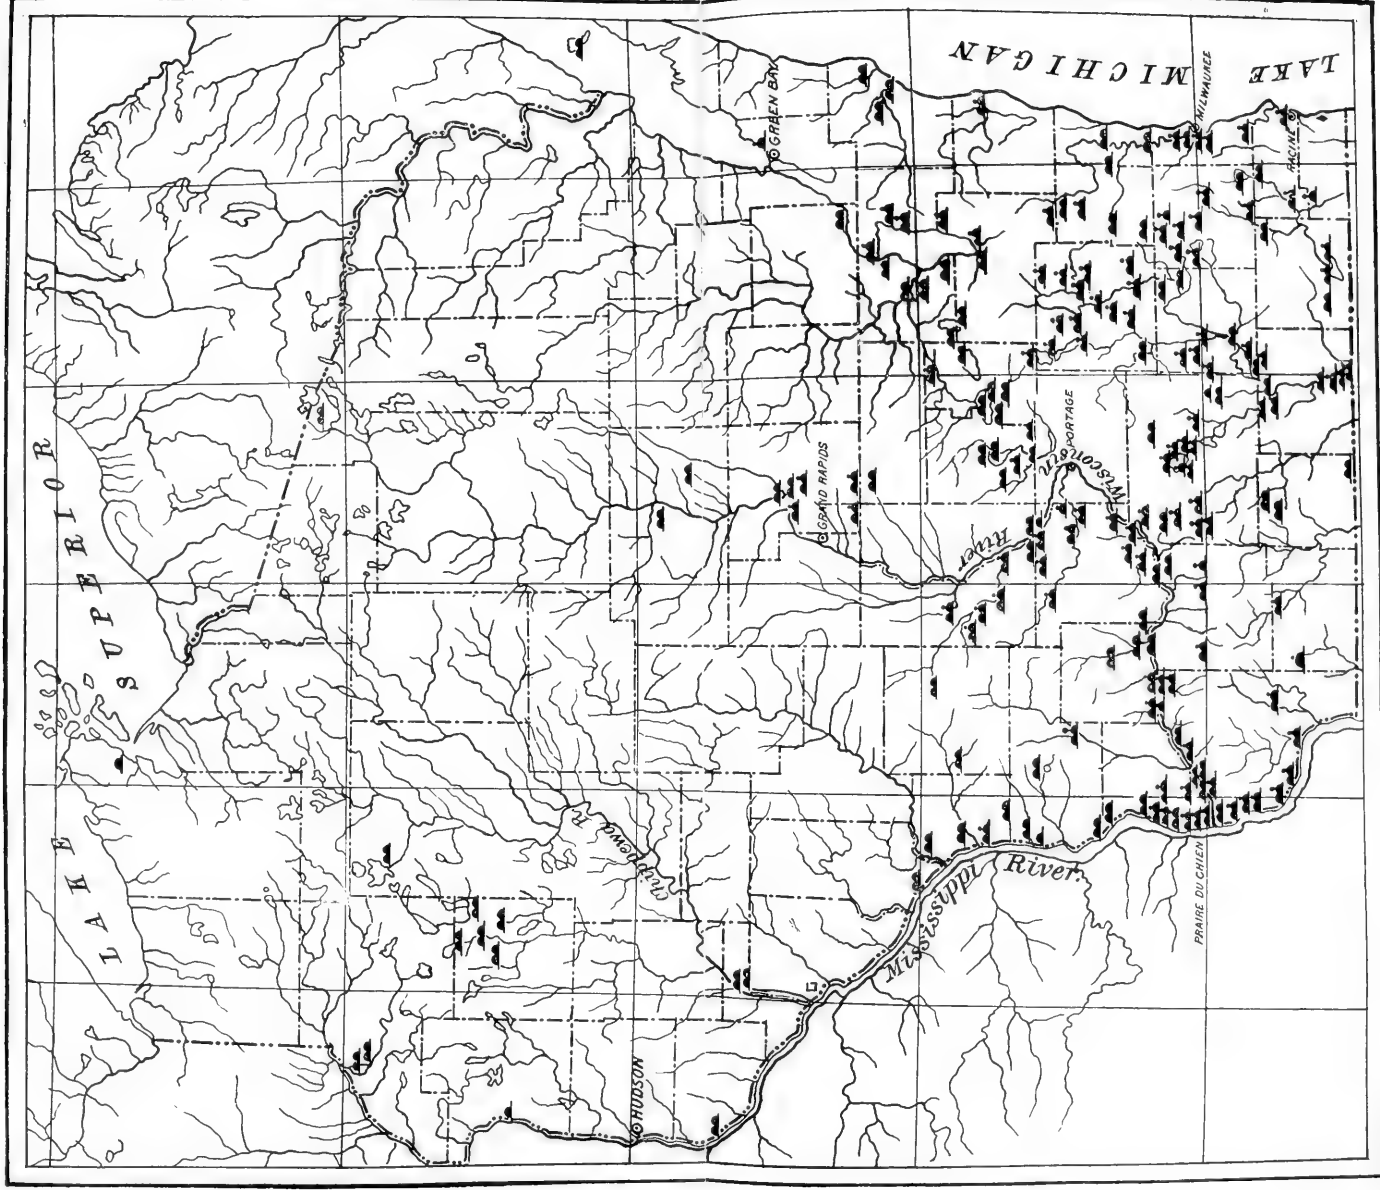 LAKE MICHIGAN
MILWAUREE
RACINE
GREEN BAY
LAKE SUPERIOR
PORTAGE
Wisconsin
River
GRAND RAPIDS
Chippewa R.
Mississippi River.
PRAIRE DU CHIEN
HUDSON